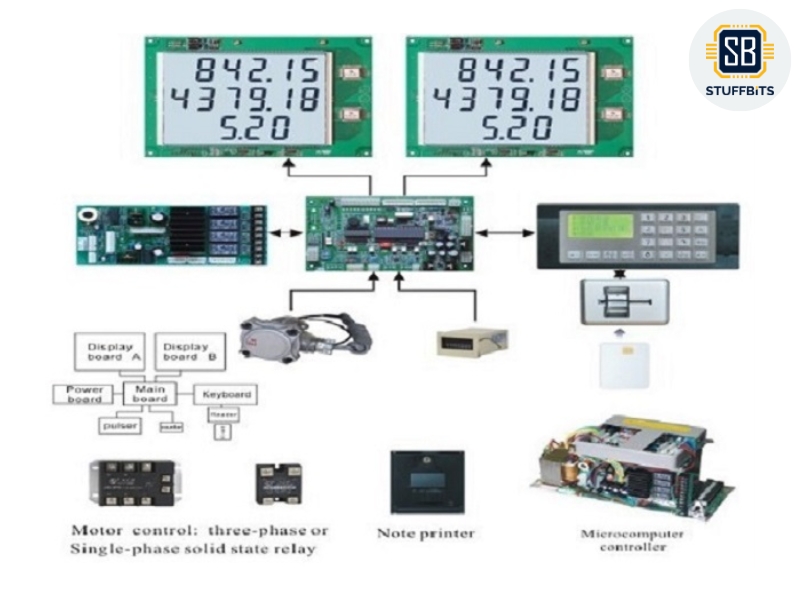 SB
STUFFBITS
842.15
4379.18
5.20
842.15
4379.18
5.20
Display board A
Display board B
Power board
Main board
Keyboard
pulser
Reader
Motor control: three-phase or
Single-phase solid state relay
Note printer
Microcomputer
controller